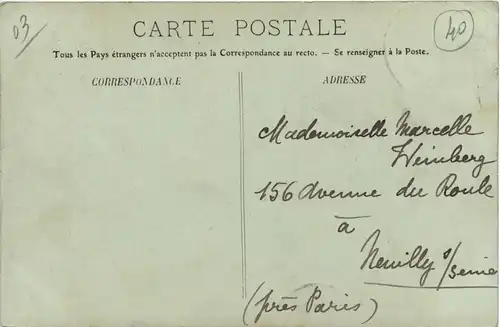 03
CARTE POSTALE
40
Tous les Pays étrangers n'acceptent pas la Correspondance au recto. — Se renseigner à la Poste.
CORRESPONDANCE
ADRESSE
Mademoiselle Marcelle
Weinberg
156 Avenue du Roule
à
Neuilly s/Seine
(près Paris)